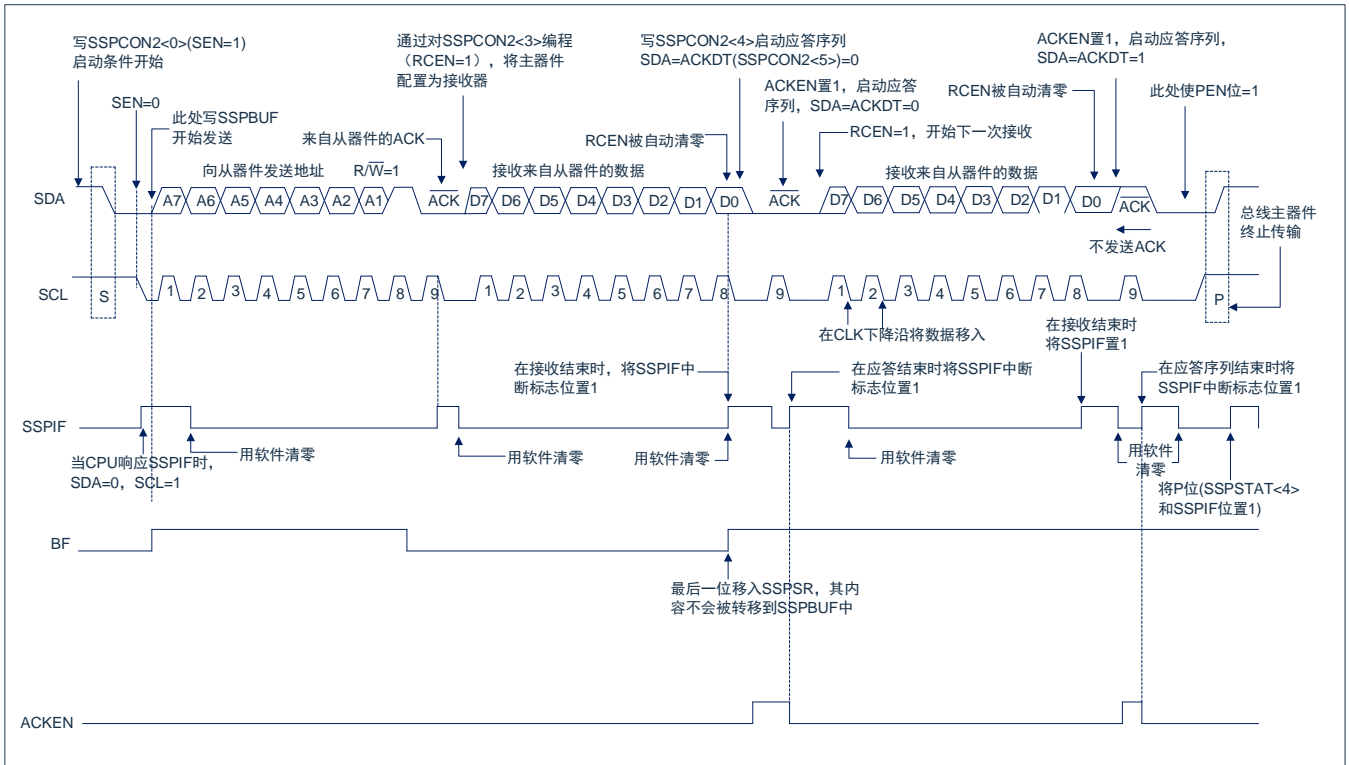 写SSPCON2<0>(SEN=1)
启动条件开始
SEN=0
此处写SSPBUF
开始发送
向从器件发送地址
R/W=1
来自从器件的ACK
通过对SSPCON2<3>编程
（RCEN=1），将主器件
配置为接收器
接收来自从器件的数据
RCEN被自动清零
写SSPCON2<4>启动应答序列
SDA=ACKDT(SSPCON2<5>)=0
ACKEN置1，启动应答
序列，SDA=ACKDT=0
RCEN=1，开始下一次接收
接收来自从器件的数据
RCEN被自动清零
ACKEN置1，启动应答序列，
SDA=ACKDT=1
此处使PEN位=1
SDA
A7 A6 A5 A4 A3 A2 A1 ACK D7 D6 D5 D4 D3 D2 D1 D0 ACK D7 D6 D5 D4 D3 D2 D1 D0 ACK
不发送ACK
总线主器件
终止传输
SCL
S 1 2 3 4 5 6 7 8 9 1 2 3 4 5 6 7 8 9 1 2 3 4 5 6 7 8 9 P
在CLK下降沿将数据移入
在接收结束时，将SSPIF中
断标志位置1
在应答结束时将SSPIF中断
标志位置1
在接收结束时
将SSPIF置1
在应答序列结束时将
SSPIF中断标志位置1
SSPIF
当CPU响应SSPIF时，
SDA=0，SCL=1
用软件清零
用软件清零
用软件清零
用软件清零
用软件
清零
将P位(SSPSTAT<4>
和SSPIF位置1)
BF
最后一位移入SSPSR，其内
容不会被转移到SSPBUF中
ACKEN